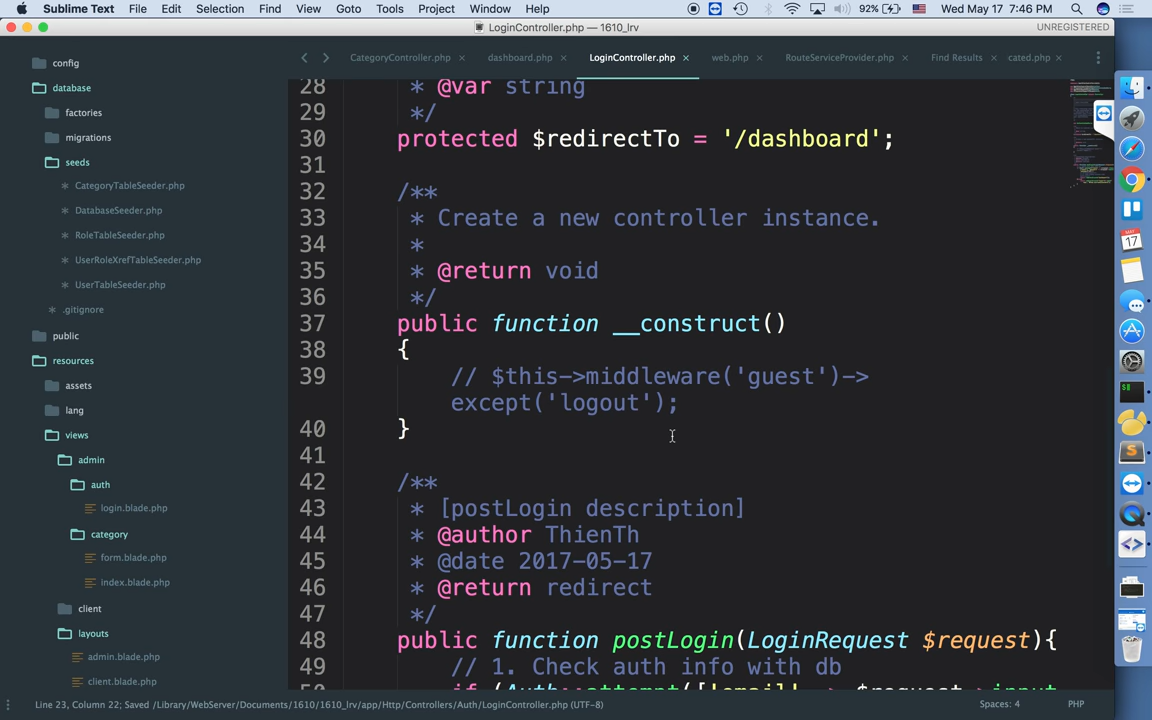 Sublime Text File Edit Selection Find View Goto Tools Project Window Help 92% Wed May 17 7:46 PM
LoginController.php — 1610_lrv UNREGISTERED
CategoryController.php × dashboard.php × LoginController.php × web.php × RouteServiceProvider.php × Find Results × cated.php ×
config
database
factories
migrations
seeds
CategoryTableSeeder.php
DatabaseSeeder.php
RoleTableSeeder.php
UserRoleXrefTableSeeder.php
UserTableSeeder.php
.gitignore
public
resources
assets
lang
views
admin
auth
login.blade.php
category
form.blade.php
index.blade.php
client
layouts
admin.blade.php
client.blade.php
28 * @var string
29 */
30 protected $redirectTo = '/dashboard';
31
32 /**
33 * Create a new controller instance.
34 *
35 * @return void
36 */
37 public function __construct()
38 {
39 // $this->middleware('guest')->
except('logout');
40 }
41
42 /**
43 * [postLogin description]
44 * @author ThienTh
45 * @date 2017-05-17
46 * @return redirect
47 */
48 public function postLogin(LoginRequest $request){
49 // 1. Check auth info with db
50 if (Auth::attempt(['email' => $request->input
17
Line 23, Column 22; Saved /Library/WebServer/Documents/1610/1610_lrv/app/Http/Controllers/Auth/LoginController.php (UTF-8) Spaces: 4 PHP